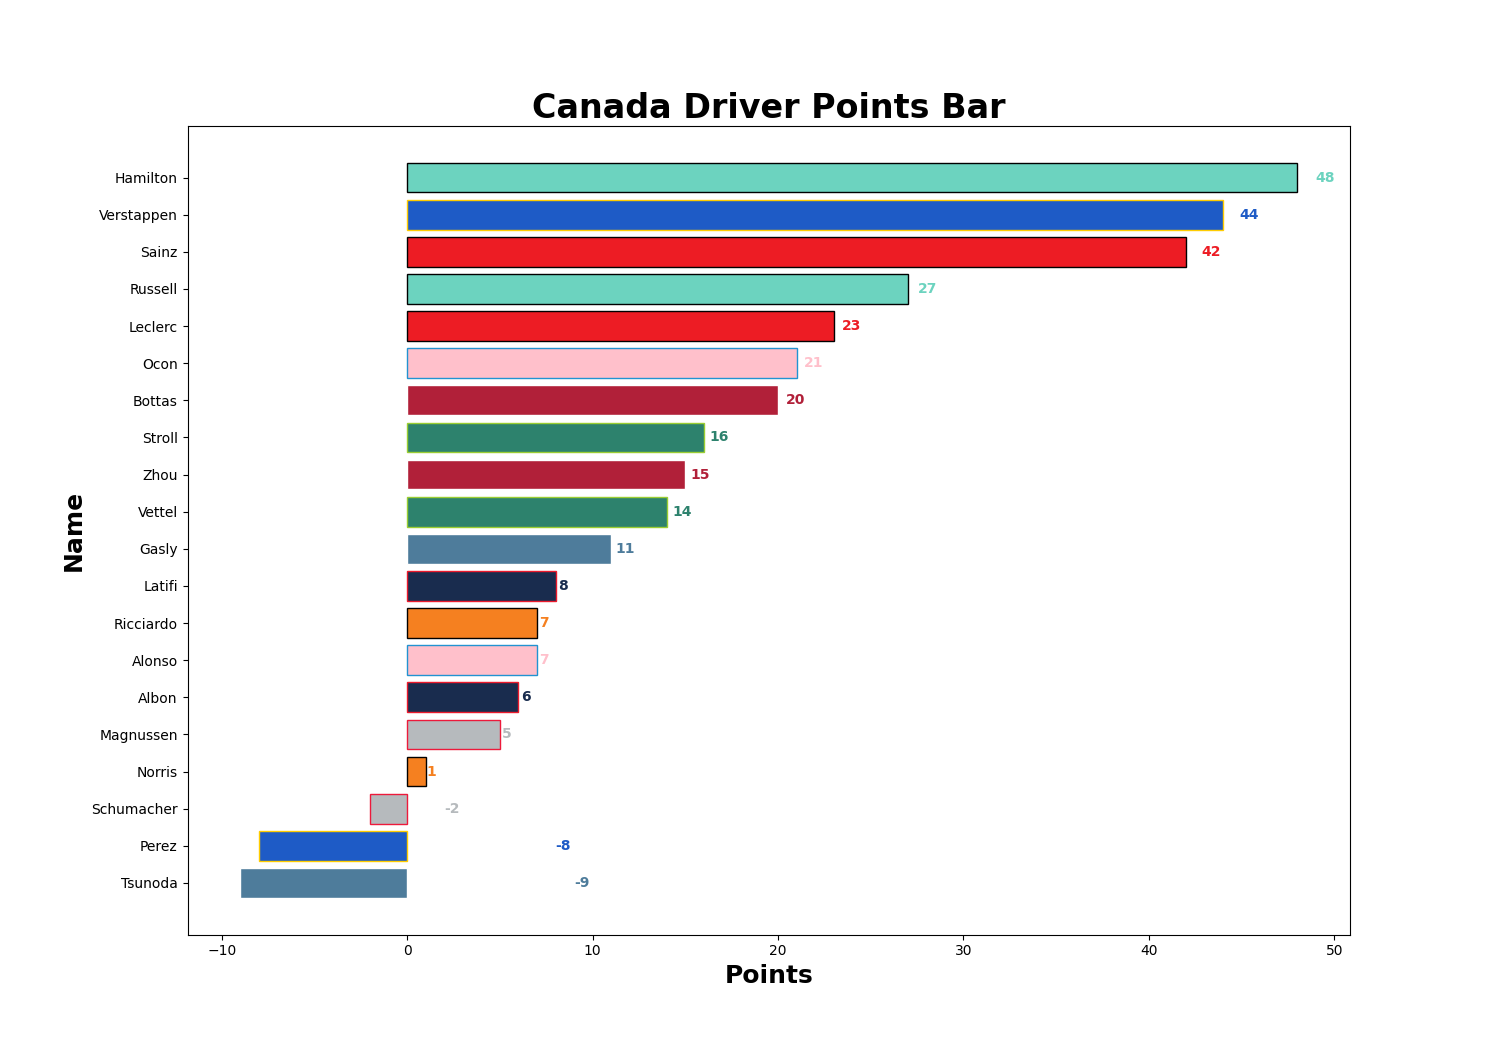 Canada Driver Points Bar
Name
Hamilton 48
Verstappen 44
Sainz 42
Russell 27
Leclerc 23
Ocon 21
Bottas 20
Stroll 16
Zhou 15
Vettel 14
Gasly 11
Latifi 8
Ricciardo 7
Alonso 7
Albon 6
Magnussen 5
Norris 1
Schumacher -2
Perez -8
Tsunoda -9
−10 0 10 20 30 40 50
Points